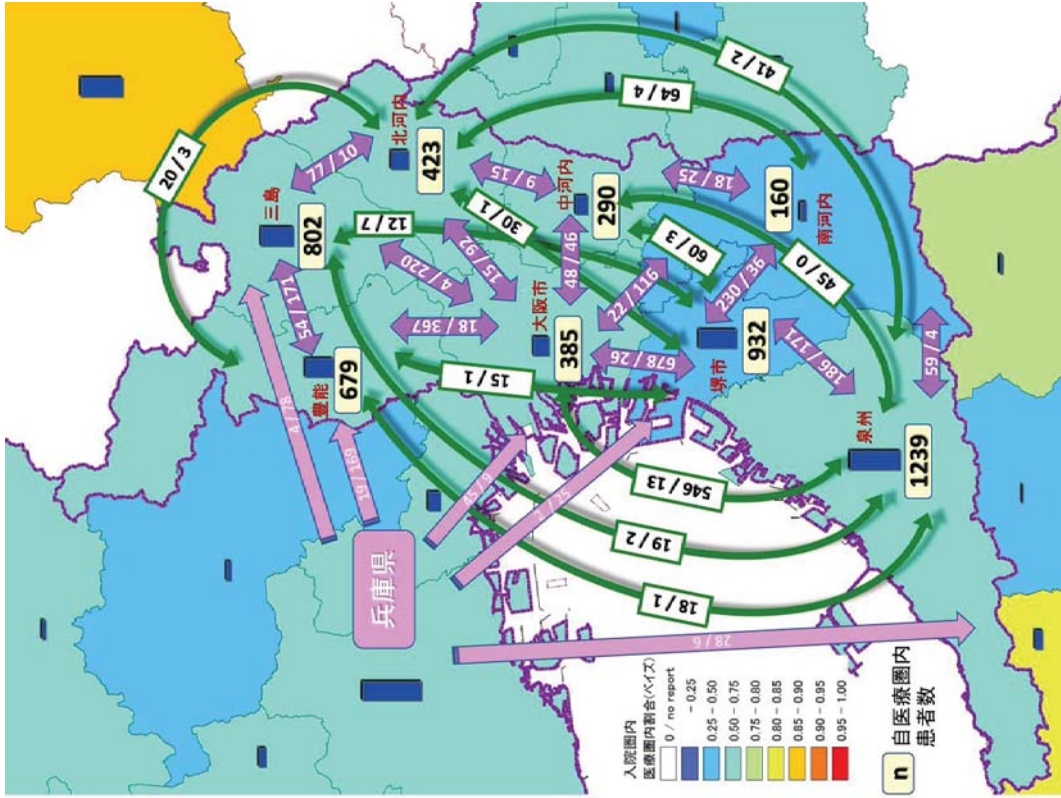 20 / 3
三島
802
77 / 10
北河内
423
41 / 2
64 / 4
54 / 171
豊能
679
12 / 7
4 / 220
15 / 92
9 / 15
30 / 1
中河内
290
18 / 25
160
南河内
18 / 367
大阪市
385
48 / 46
22 / 116
60 / 3
230 / 36
45 / 0
15 / 1
678 / 26
堺市
932
186 / 171
59 / 4
泉州
1239
546 / 13
19 / 2
18 / 1
4 / 78
19 / 169
45 / 9
/ 25
28 / 6
兵庫県
入院圏内
医療圏内割合(ベイズ)
0 / no report
- 0.25
0.25 - 0.50
0.50 - 0.75
0.75 - 0.80
0.80 - 0.85
0.85 - 0.90
0.90 - 0.95
0.95 - 1.00
n
自医療圏内
患者数